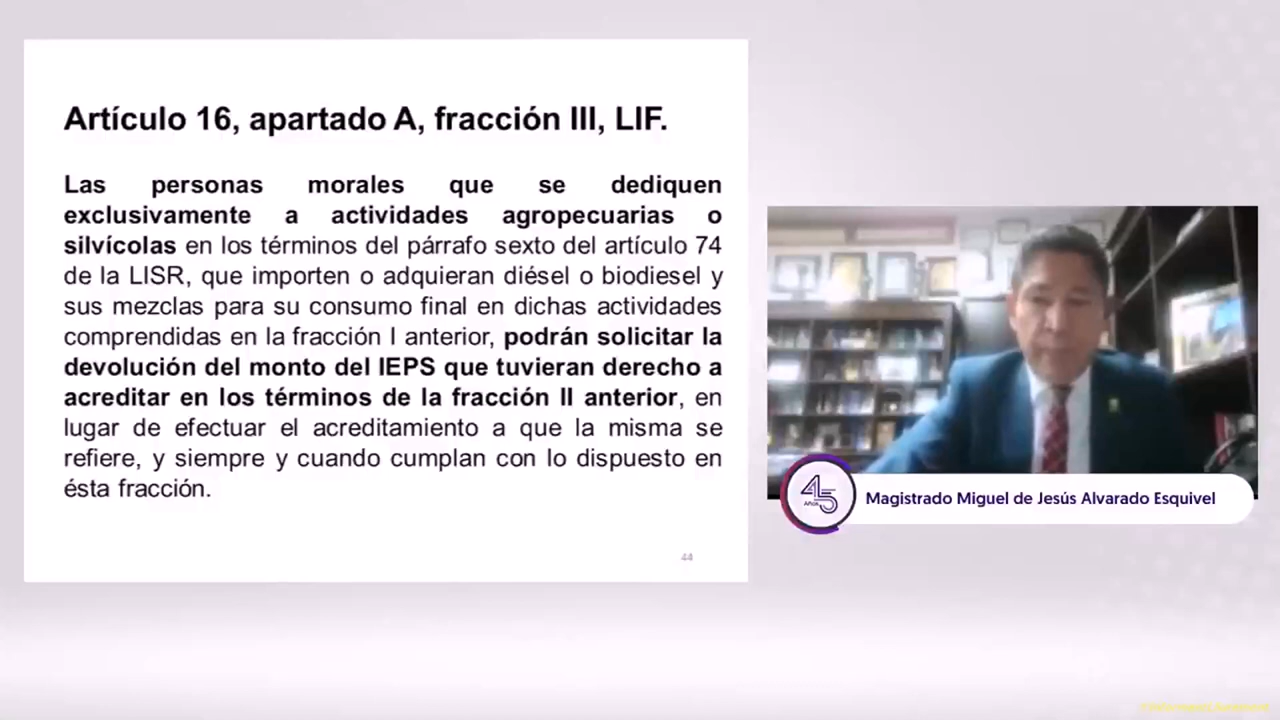 Artículo 16, apartado A, fracción III, LIF.
Las personas morales que se dediquen
exclusivamente a actividades agropecuarias o
silvícolas en los términos del párrafo sexto del artículo 74
de la LISR, que importen o adquieran diésel o biodiesel y
sus mezclas para su consumo final en dichas actividades
comprendidas en la fracción I anterior, podrán solicitar la
devolución del monto del IEPS que tuvieran derecho a
acreditar en los términos de la fracción II anterior, en
lugar de efectuar el acreditamiento a que la misma se
refiere, y siempre y cuando cumplan con lo dispuesto en
ésta fracción.
44
45
AÑOS
Magistrado Miguel de Jesús Alvarado Esquivel